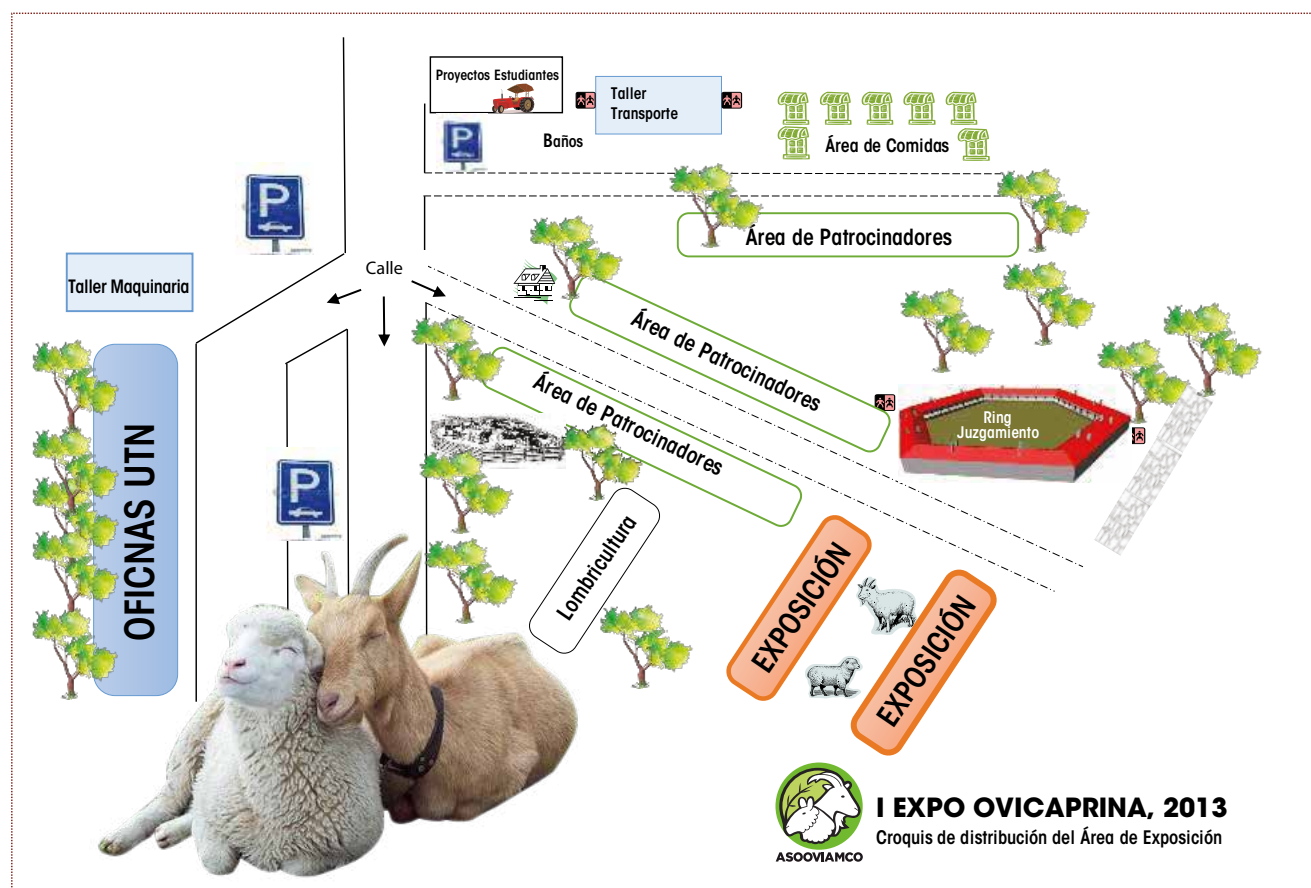 Proyectos Estudiantes
Taller
Transporte
Baños
Área de Comidas
P
P
Área de Patrocinadores
Calle
Taller Maquinaria
Área de Patrocinadores
Área de Patrocinadores
Ring
Juzgamiento
OFICNAS UTN
P
Lombricultura
EXPOSICIÓN
EXPOSICIÓN
I EXPO OVICAPRINA, 2013
Croquis de distribución del Área de Exposición
ASOOVIAMCO